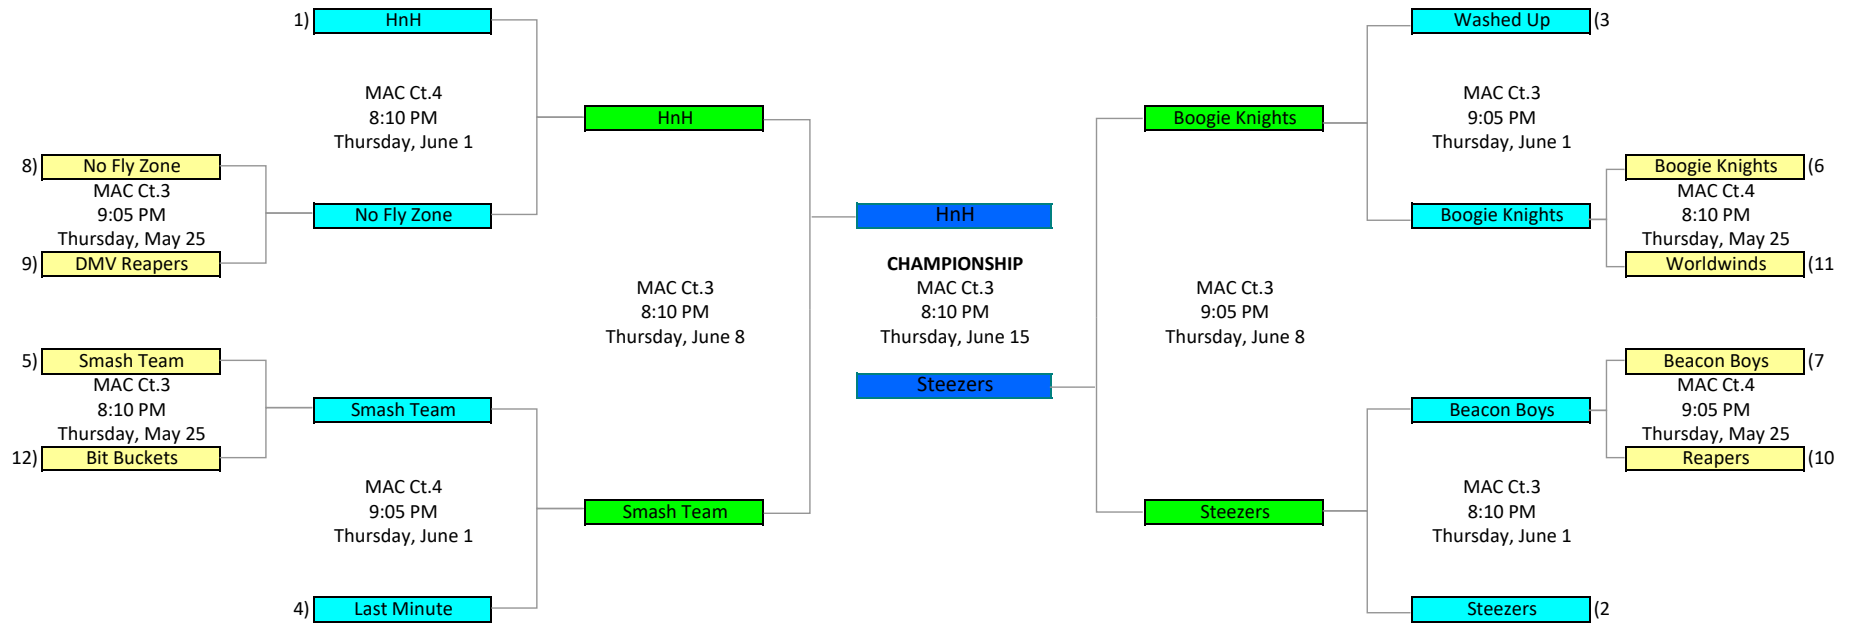 1) HnH
Washed Up (3
MAC Ct.4
8:10 PM
Thursday, June 1
MAC Ct.3
9:05 PM
Thursday, June 1
HnH
Boogie Knights
8) No Fly Zone
MAC Ct.3
9:05 PM
Thursday, May 25
9) DMV Reapers
No Fly Zone
Boogie Knights (6
MAC Ct.4
8:10 PM
Thursday, May 25
Worldwinds (11
Boogie Knights
HnH
CHAMPIONSHIP
MAC Ct.3
8:10 PM
Thursday, June 15
Steezers
MAC Ct.3
8:10 PM
Thursday, June 8
MAC Ct.3
9:05 PM
Thursday, June 8
5) Smash Team
MAC Ct.3
8:10 PM
Thursday, May 25
12) Bit Buckets
Smash Team
Beacon Boys (7
MAC Ct.4
9:05 PM
Thursday, May 25
Reapers (10
Beacon Boys
MAC Ct.4
9:05 PM
Thursday, June 1
Smash Team
Steezers
MAC Ct.3
8:10 PM
Thursday, June 1
4) Last Minute
Steezers (2